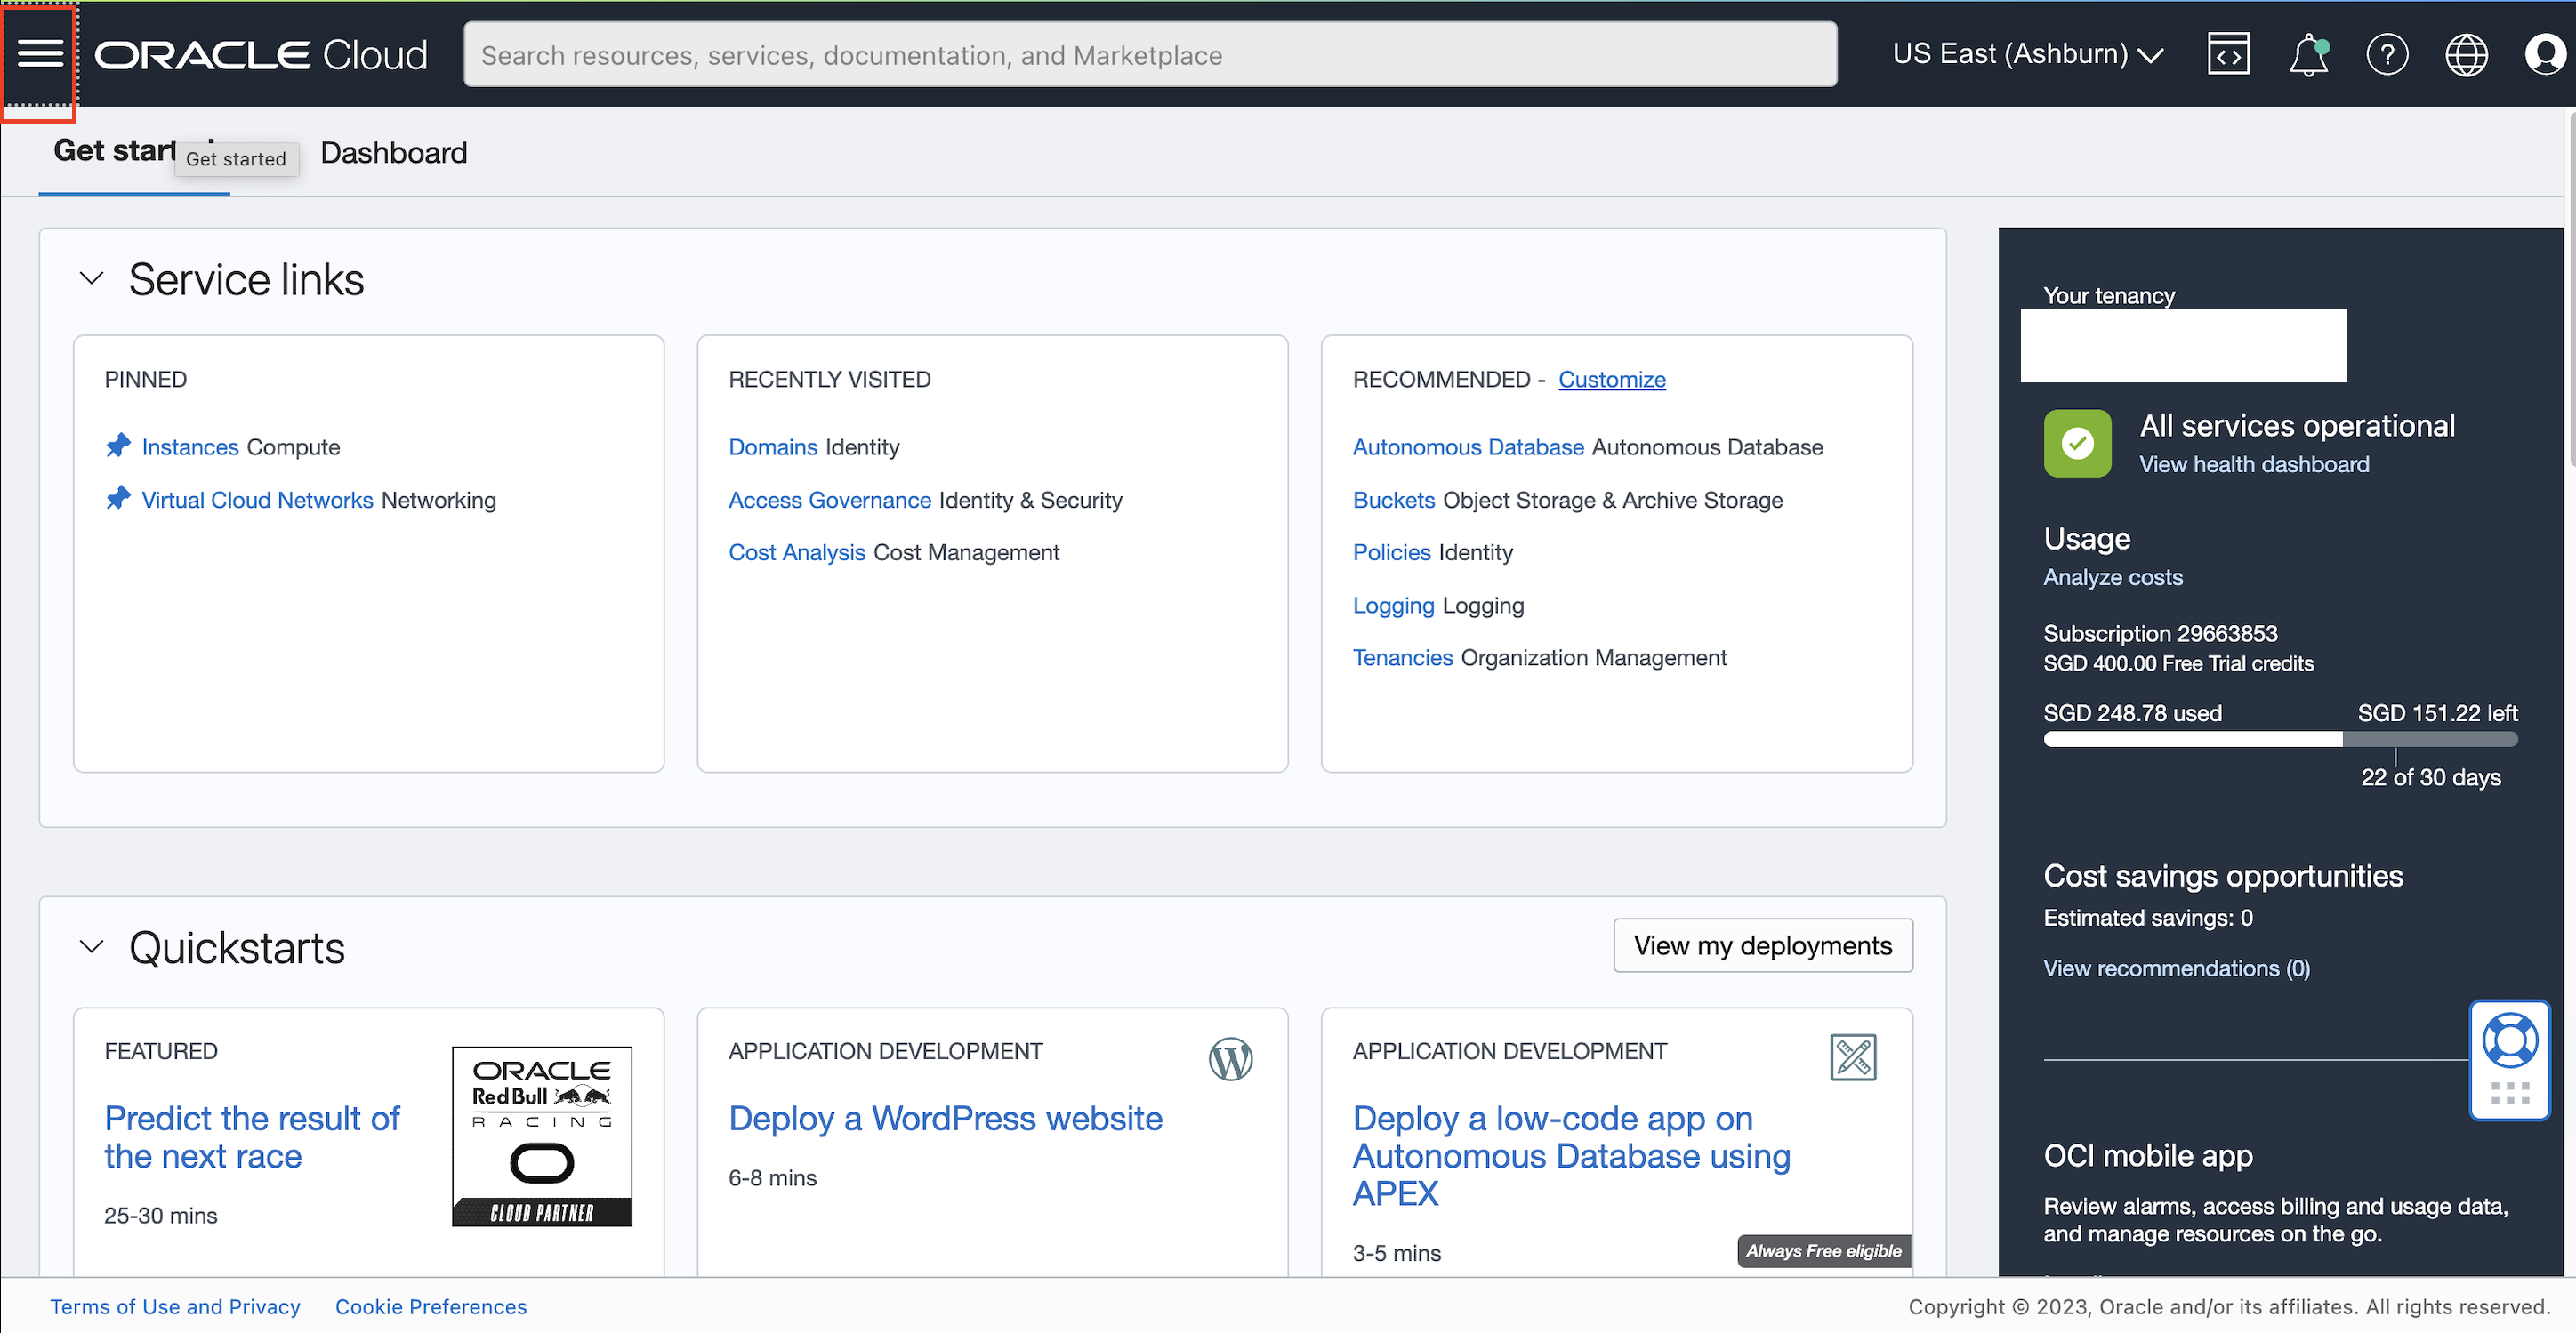 ORACLE Cloud
Search resources, services, documentation, and Marketplace
US East (Ashburn)
Get started
Dashboard
Service links
PINNED
Instances Compute
Virtual Cloud Networks Networking
RECENTLY VISITED
Domains Identity
Access Governance Identity & Security
Cost Analysis Cost Management
RECOMMENDED - Customize
Autonomous Database Autonomous Database
Buckets Object Storage & Archive Storage
Policies Identity
Logging Logging
Tenancies Organization Management
Your tenancy
All services operational
View health dashboard
Usage
Analyze costs
Subscription 29663853
SGD 400.00 Free Trial credits
SGD 248.78 used
SGD 151.22 left
22 of 30 days
Cost savings opportunities
Estimated savings: 0
View recommendations (0)
OCI mobile app
Review alarms, access billing and usage data,
and manage resources on the go.
Quickstarts
View my deployments
FEATURED
Predict the result of
the next race
25-30 mins
ORACLE
Red Bull
RACING
CLOUD PARTNER
APPLICATION DEVELOPMENT
Deploy a WordPress website
6-8 mins
APPLICATION DEVELOPMENT
Deploy a low-code app on
Autonomous Database using
APEX
3-5 mins
Always Free eligible
Terms of Use and Privacy
Cookie Preferences
Copyright © 2023, Oracle and/or its affiliates. All rights reserved.